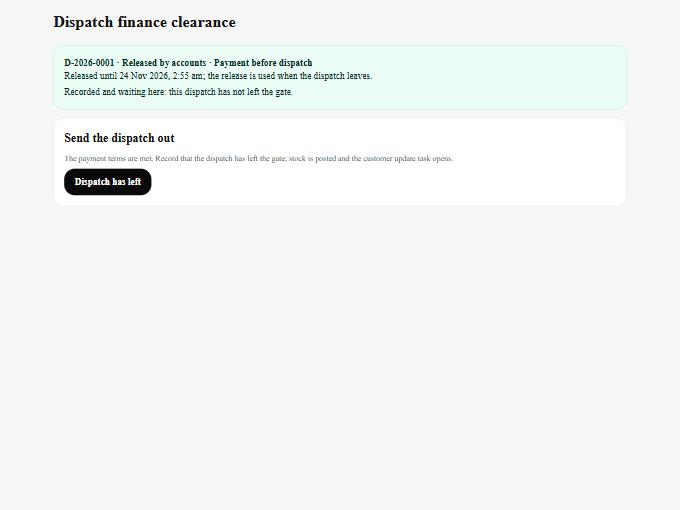 Dispatch finance clearance
D-2026-0001 · Released by accounts · Payment before dispatch
Released until 24 Nov 2026, 2:55 am; the release is used when the dispatch leaves.
Recorded and waiting here: this dispatch has not left the gate.
Send the dispatch out
The payment terms are met. Record that the dispatch has left the gate; stock is posted and the customer update task opens.
Dispatch has left